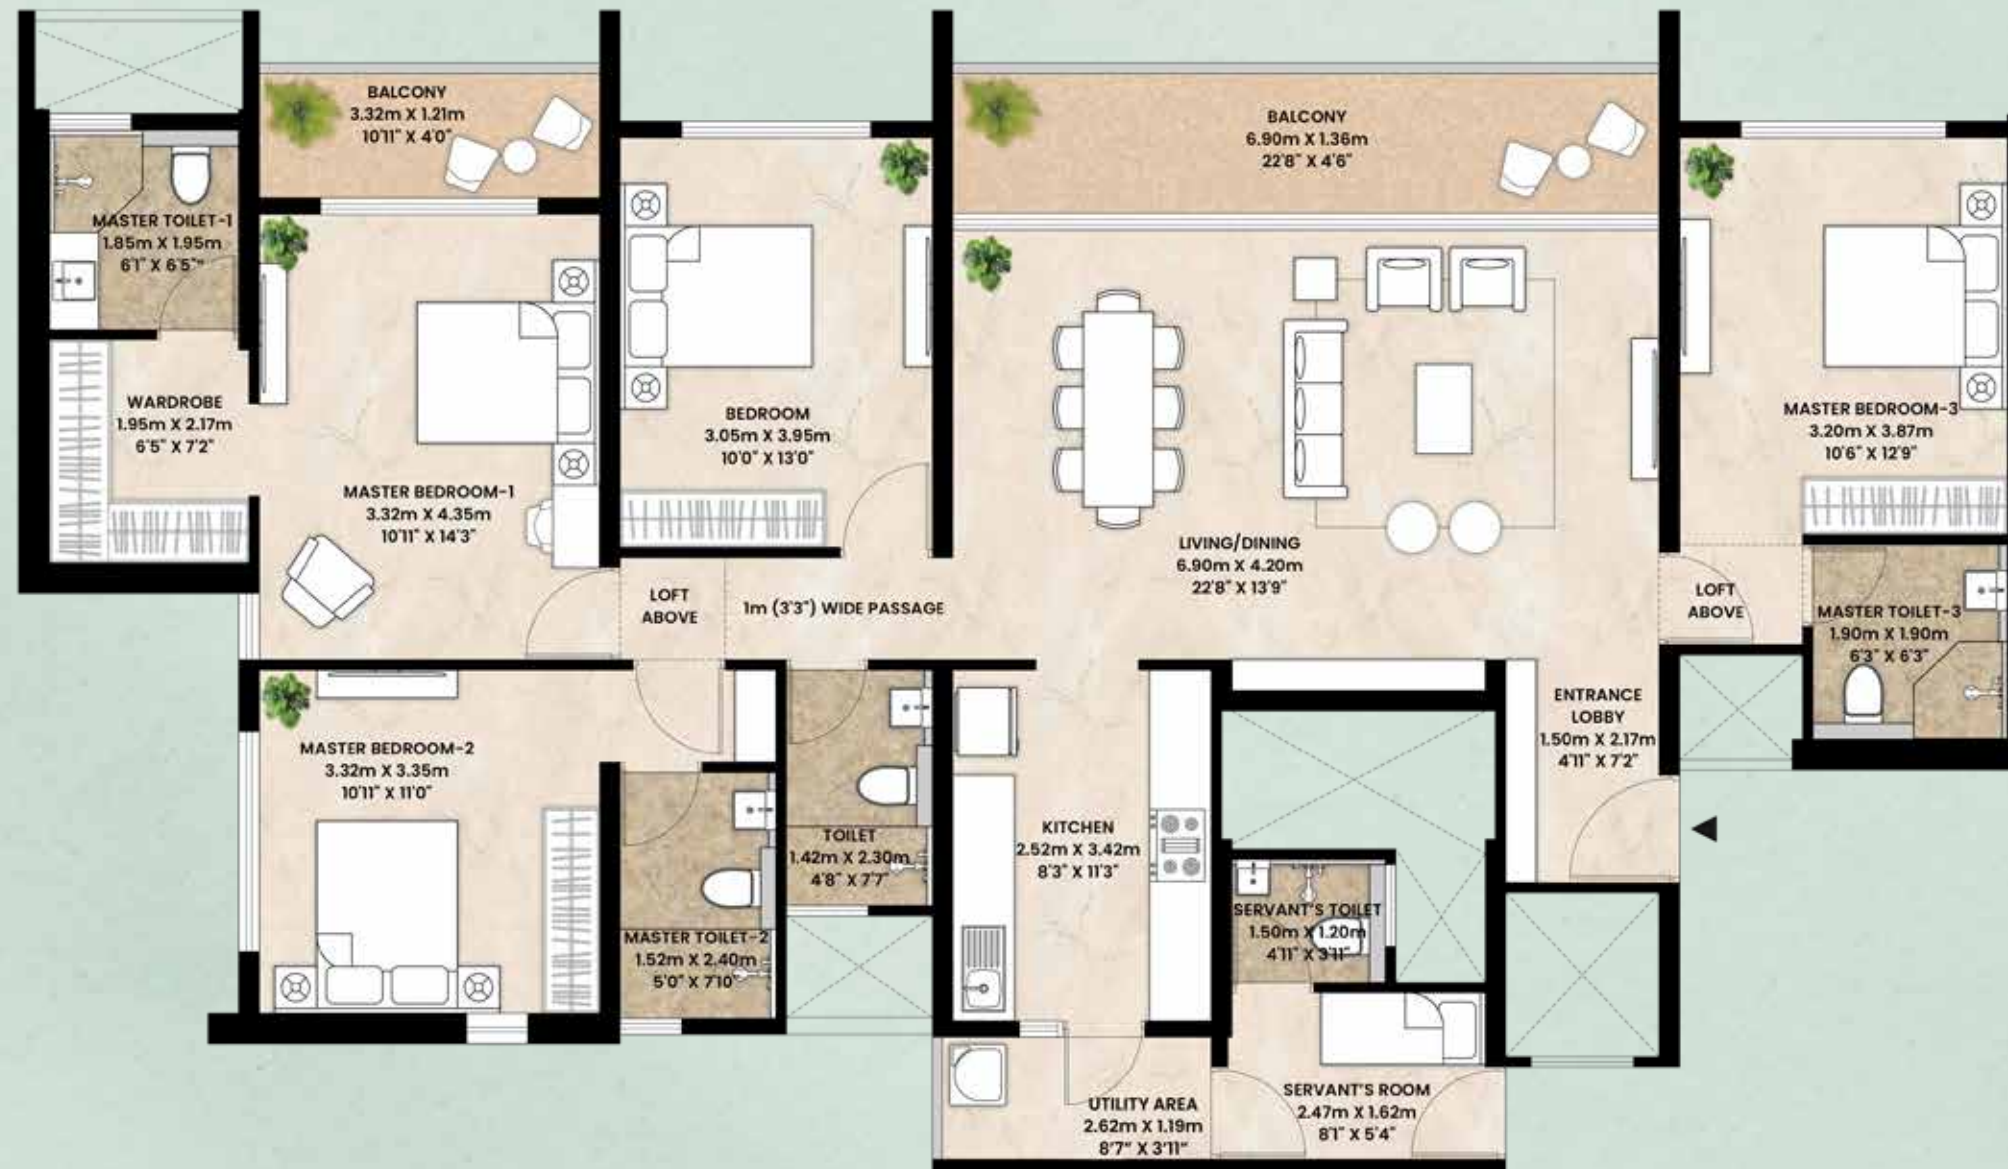 BALCONY
3.32m X 1.21m
10'11" X 4'0"
BALCONY
6.90m X 1.36m
22'8" X 4'6"
MASTER TOILET-1
1.85m X 1.95m
6'1" X 6'5""
WARDROBE
1.95m X 2.17m
6'5" X 7'2"
MASTER BEDROOM-1
3.32m X 4.35m
10'11" X 14'3"
BEDROOM
3.05m X 3.95m
10'0" X 13'0"
MASTER BEDROOM-3
3.20m X 3.87m
10'6" X 12'9"
LIVING/DINING
6.90m X 4.20m
22'8" X 13'9"
LOFT
ABOVE
1m (3'3") WIDE PASSAGE
LOFT
ABOVE
MASTER TOILET-3
1.90m X 1.90m
6'3" X 6'3"
ENTRANCE
LOBBY
1.50m X 2.17m
4'11" X 7'2"
MASTER BEDROOM-2
3.32m X 3.35m
10'11" X 11'0"
TOILET
1.42m X 2.30m
4'8" X 7'7"
KITCHEN
2.52m X 3.42m
8'3" X 11'3"
MASTER TOILET-2
1.52m X 2.40m
5'0" X 7'10"
SERVANT'S TOILET
1.50m X 1.20m
4'11" X 3'11"
SERVANT'S ROOM
2.47m X 1.62m
8'1" X 5'4"
UTILITY AREA
2.62m X 1.19m
8'7" X 3'11"